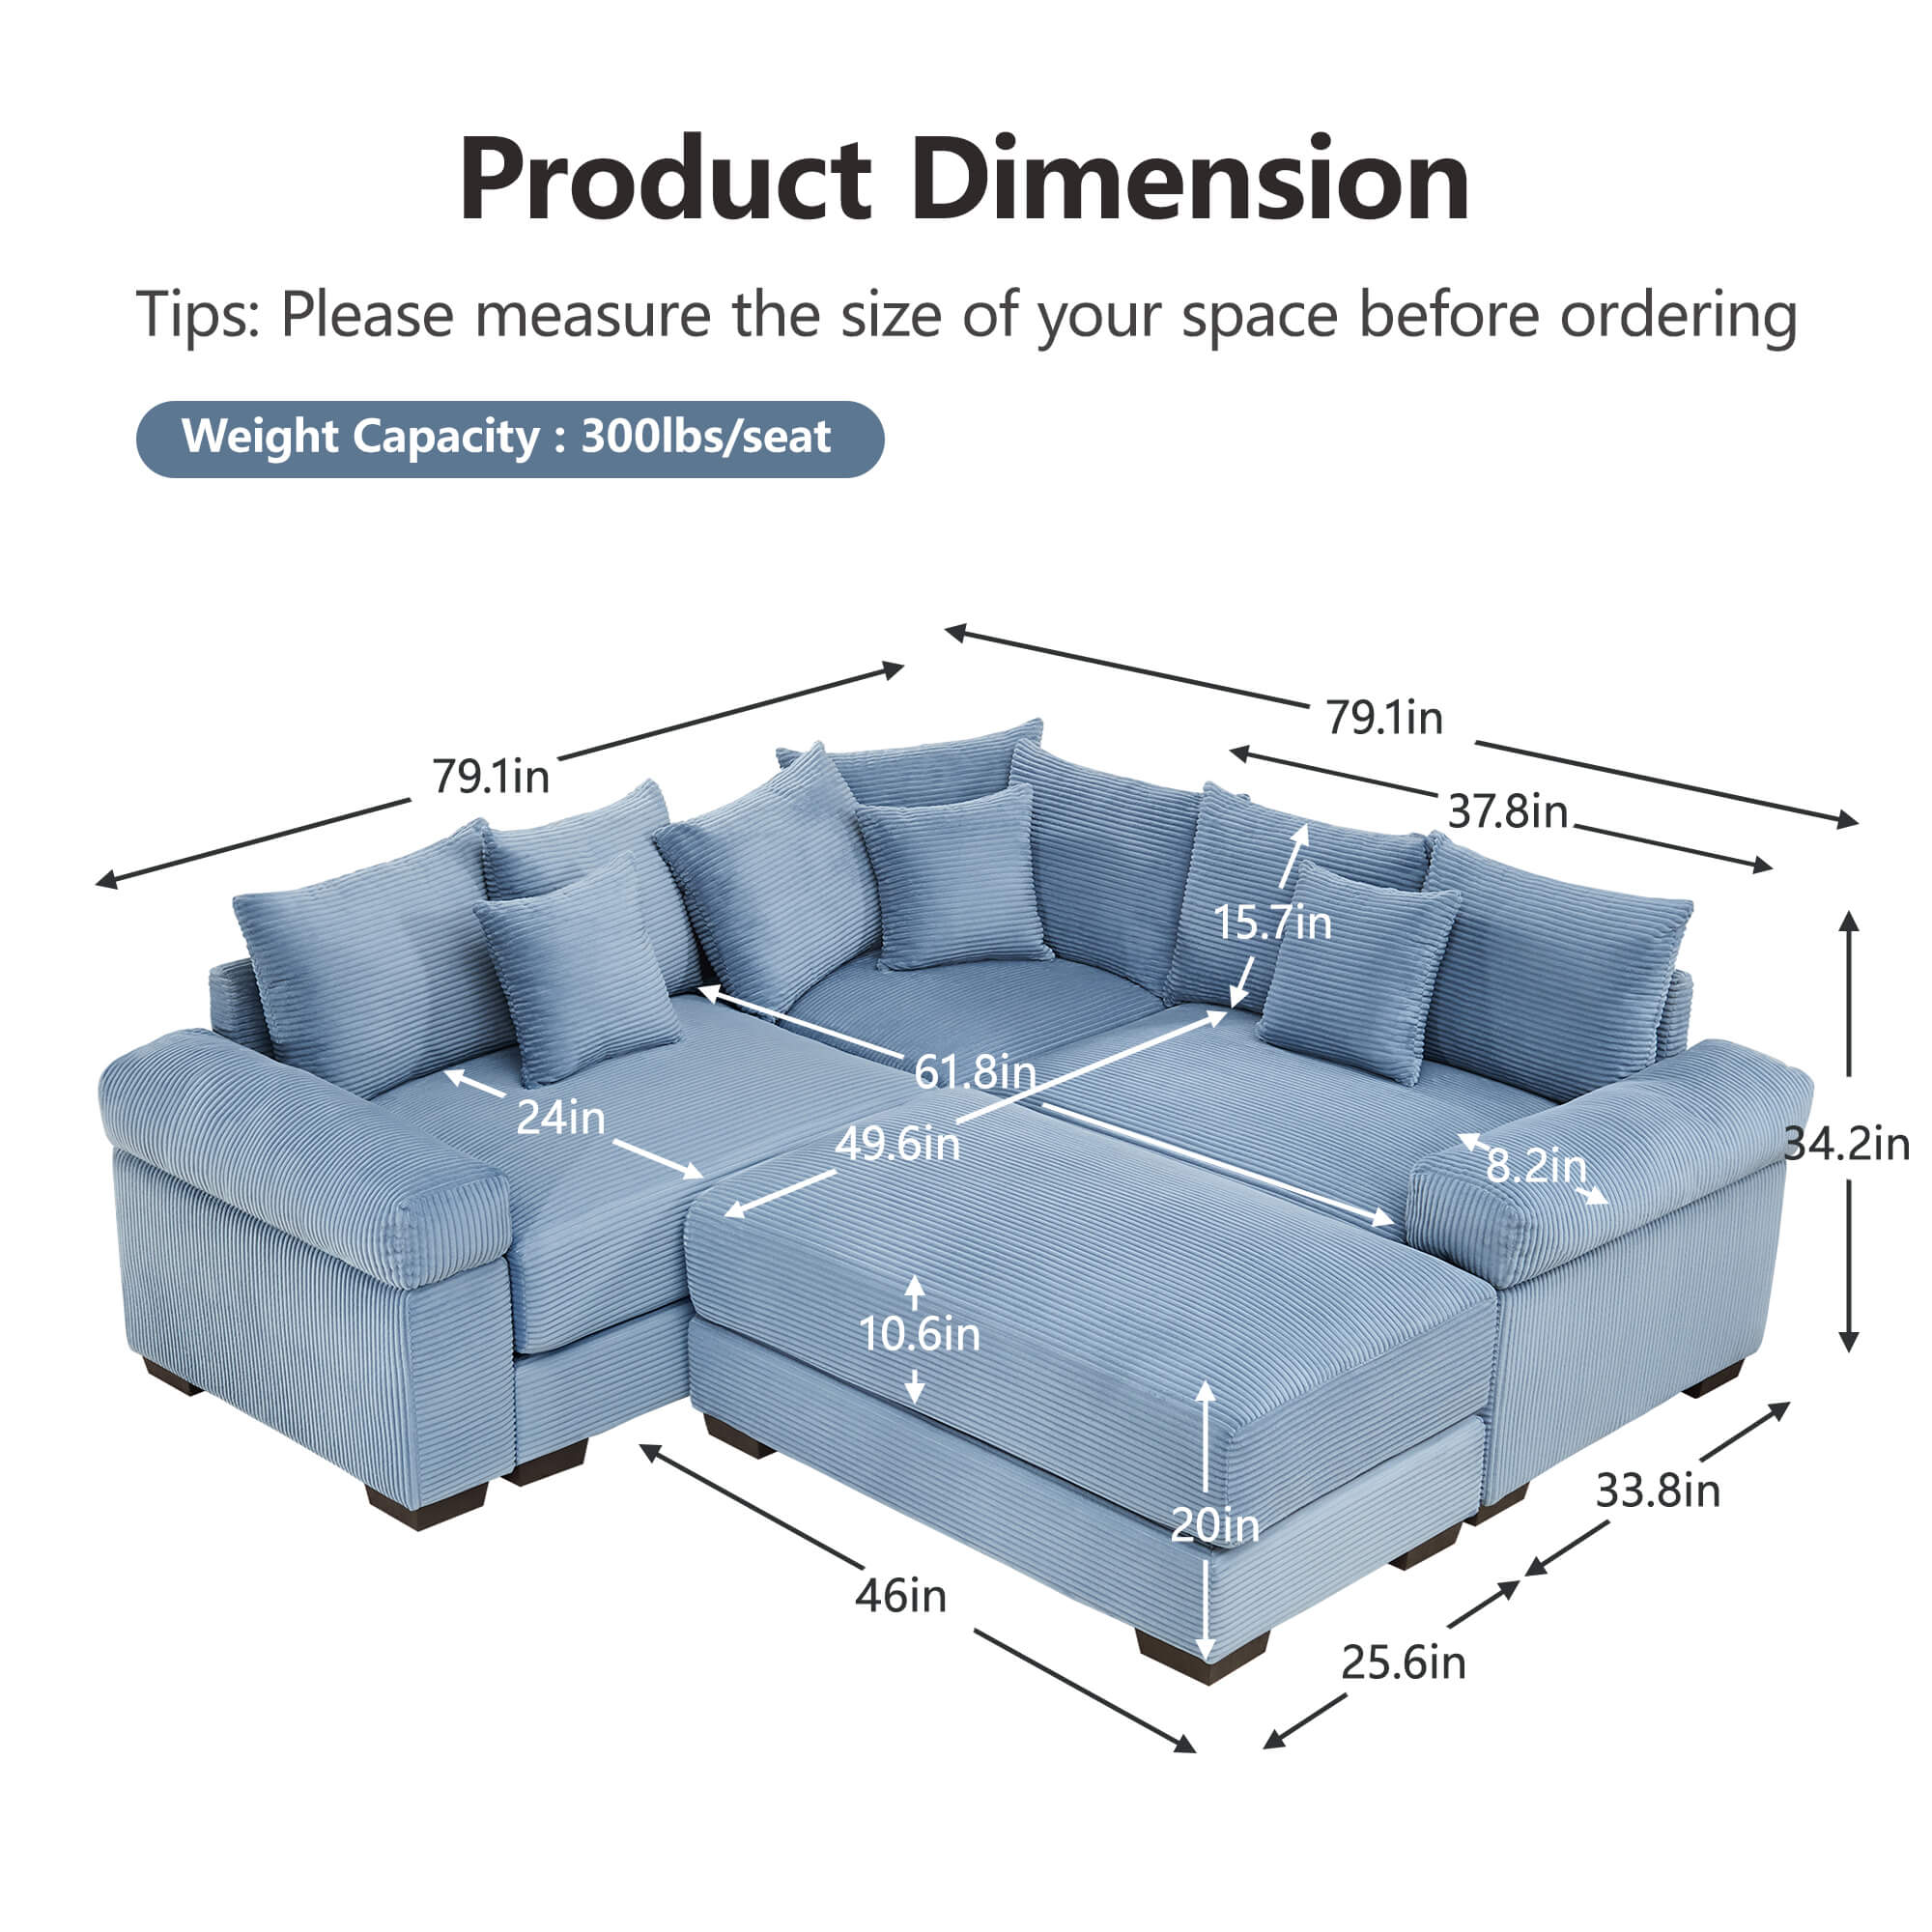 Product Dimension
Tips: Please measure the size of your space before ordering
Weight Capacity : 300lbs/seat
79.1in
79.1in
37.8in
15.7in
61.8in
24in
49.6in
8.2in
34.2in
10.6in
20in
33.8in
46in
25.6in